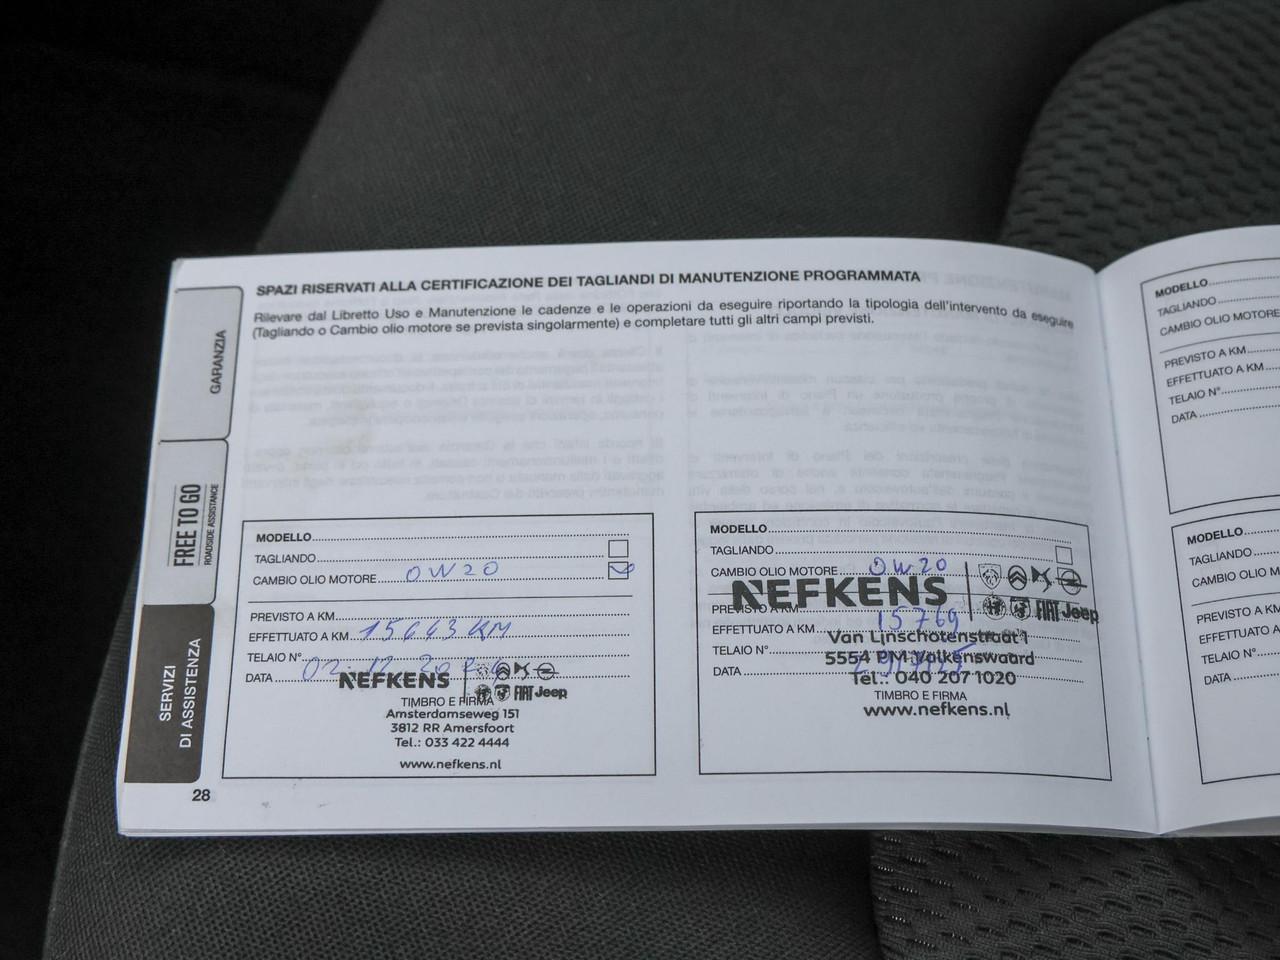 SPAZI RISERVATI ALLA CERTIFICAZIONE DEI TAGLIANDI DI MANUTENZIONE PROGRAMMATA
Rilevare dal Libretto Uso e Manutenzione le cadenze e le operazioni da eseguire riportando la tipologia dell'intervento da eseguire
(Tagliando o Cambio olio motore se prevista singolarmente) e completare tutti gli altri campi previsti.
GARANZIA
FREE TO GO
ROADSIDE ASSISTANCE
SERVIZI
DI ASSISTENZA
MODELLO
TAGLIANDO
CAMBIO OLIO MOTORE 0W20
PREVISTO A KM
EFFETTUATO A KM 15643 KM
TELAIO N°
DATA 02-12-20
NEFKENS
FIAT Jeep
TIMBRO E FIRMA
Amsterdamseweg 151
3812 RR Amersfoort
Tel.: 033 422 4444
www.nefkens.nl
28
MODELLO
TAGLIANDO
CAMBIO OLIO MOTORE 0W20
NEFKENS
FIAT Jeep
PREVISTO A KM
EFFETTUATO A KM 15769
Van Linschotenstraat 1
TELAIO N°
5554 PM Valkenswaard
DATA
Tel.: 040 207 1020
TIMBRO E FIRMA
www.nefkens.nl
MODELLO
TAGLIANDO
CAMBIO OLIO MOTORE
PREVISTO A KM
EFFETTUATO A KM
TELAIO N°
DATA
MODELLO
TAGLIANDO
CAMBIO OLIO M
PREVISTO A KM
EFFETTUATO A
TELAIO N°
DATA